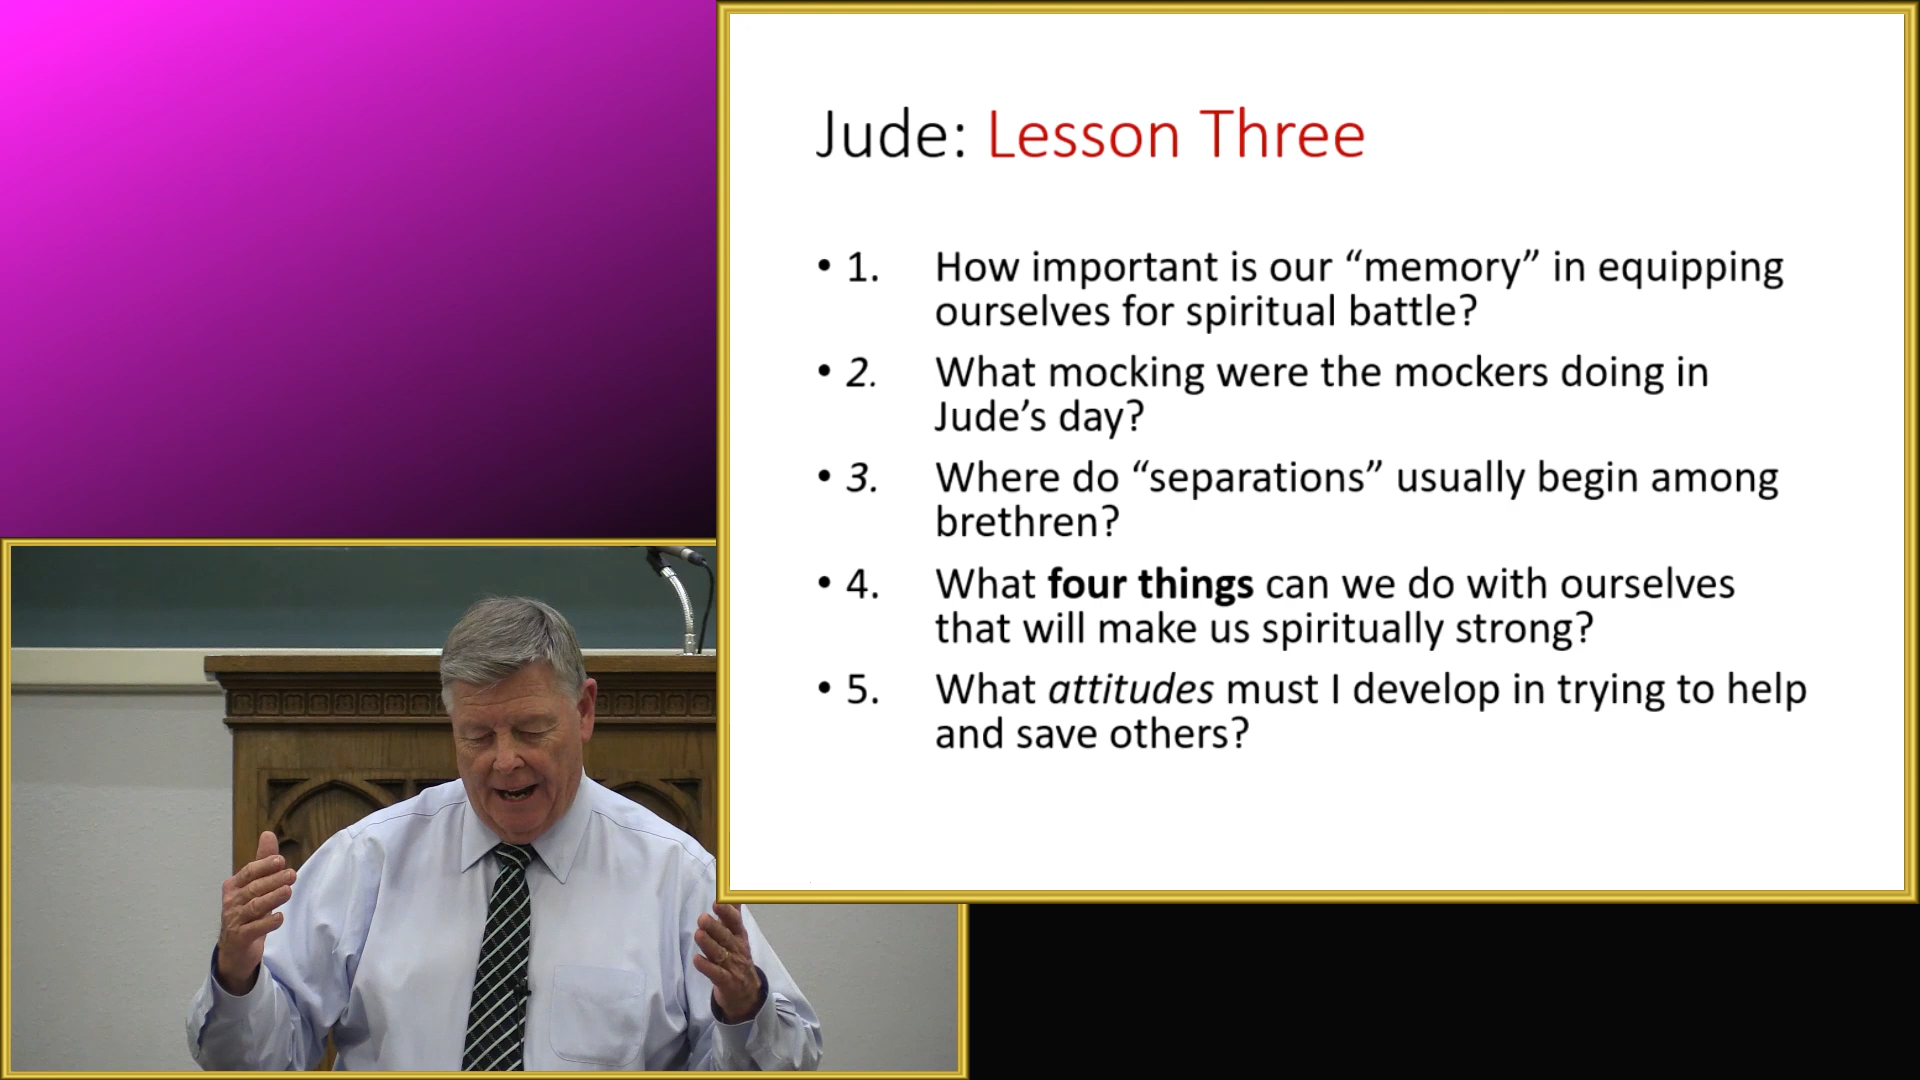 Jude: Lesson Three
• 1. How important is our “memory” in equipping
ourselves for spiritual battle?
• 2. What mocking were the mockers doing in
Jude’s day?
• 3. Where do “separations” usually begin among
brethren?
• 4. What four things can we do with ourselves
that will make us spiritually strong?
• 5. What attitudes must I develop in trying to help
and save others?